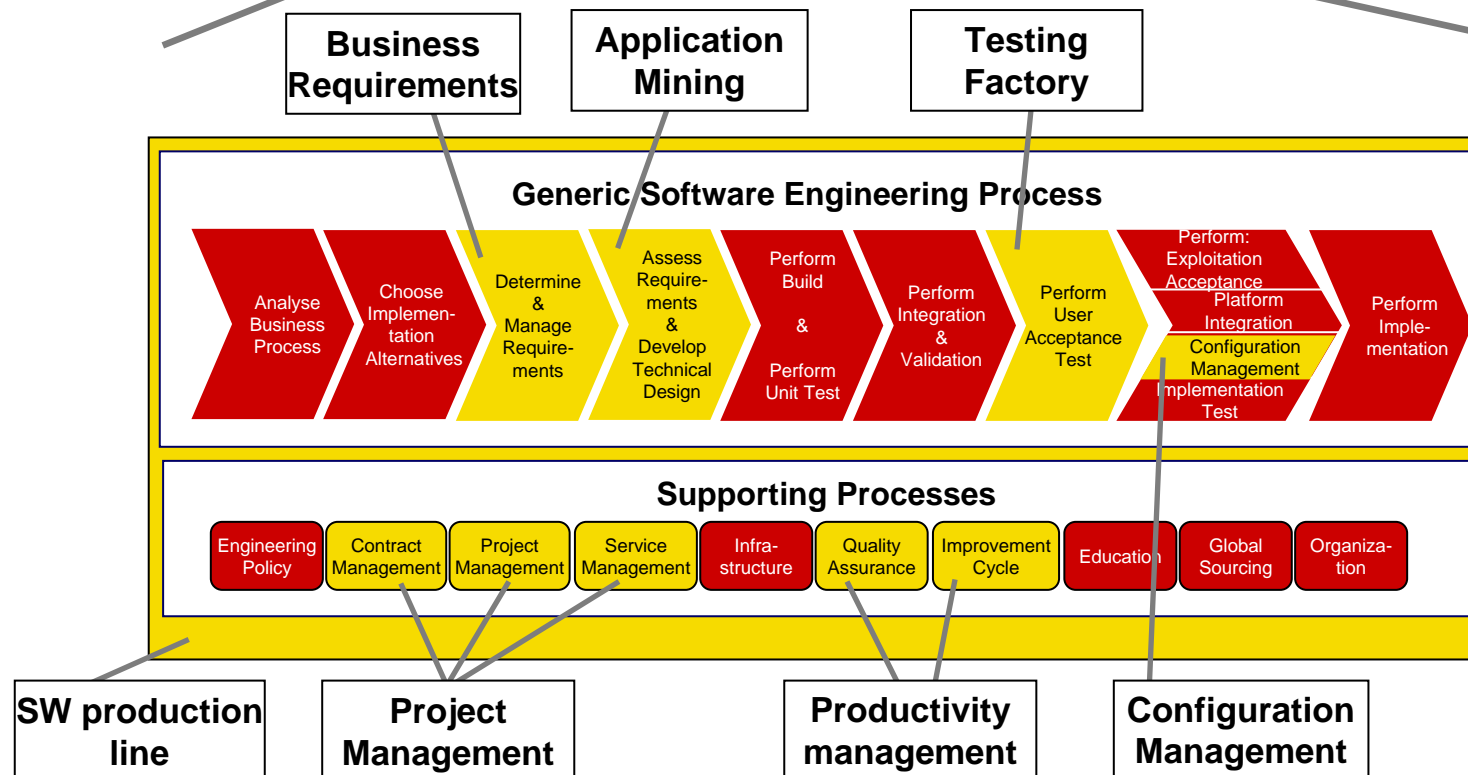 Business
Requirements
Application
Mining
Testing
Factory
Generic Software Engineering Process
Analyse
Business
Process
Choose
Implemen-
tation
Alternatives
Determine
&
Manage
Require-
ments
Assess
Require-
ments
&
Develop
Technical
Design
Perform
Build
&
Perform
Unit Test
Perform
Integration
&
Validation
Perform
User
Acceptance
Test
Perform:
Exploitation
Acceptance
Platform
Integration
Configuration
Management
Implementation
Test
Perform
Imple-
mentation
Supporting Processes
Engineering
Policy
Contract
Management
Project
Management
Service
Management
Infra-
structure
Quality
Assurance
Improvement
Cycle
Education
Global
Sourcing
Organiza-
tion
SW production
line
Project
Management
Productivity
management
Configuration
Management